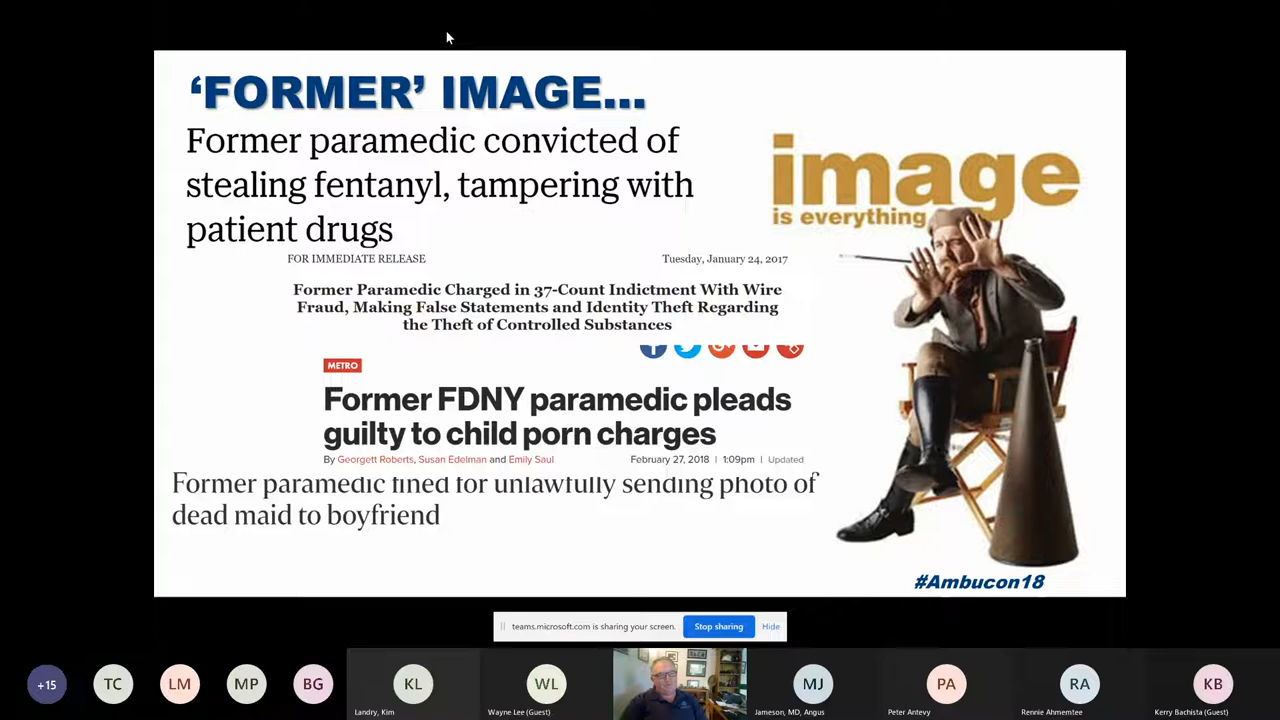 ‘FORMER’ IMAGE...
Former paramedic convicted of
stealing fentanyl, tampering with
patient drugs
image
is everything
FOR IMMEDIATE RELEASE Tuesday, January 24, 2017
Former Paramedic Charged in 37-Count Indictment With Wire
Fraud, Making False Statements and Identity Theft Regarding
the Theft of Controlled Substances
METRO
Former FDNY paramedic pleads
guilty to child porn charges
By Georgett Roberts, Susan Edelman and Emily Saul February 27, 2018 | 1:09pm | Updated
Former paramedic fined for unlawfully sending photo of
dead maid to boyfriend
#Ambucon18
teams.microsoft.com is sharing your screen. Stop sharing Hide
+15 TC LM MP BG KL WL MJ PA RA KB
Landry, Kim Wayne Lee (Guest) Jameson, MD, Angus Peter Antevy Rennie Ahmemtee Kerry Bachista (Guest)